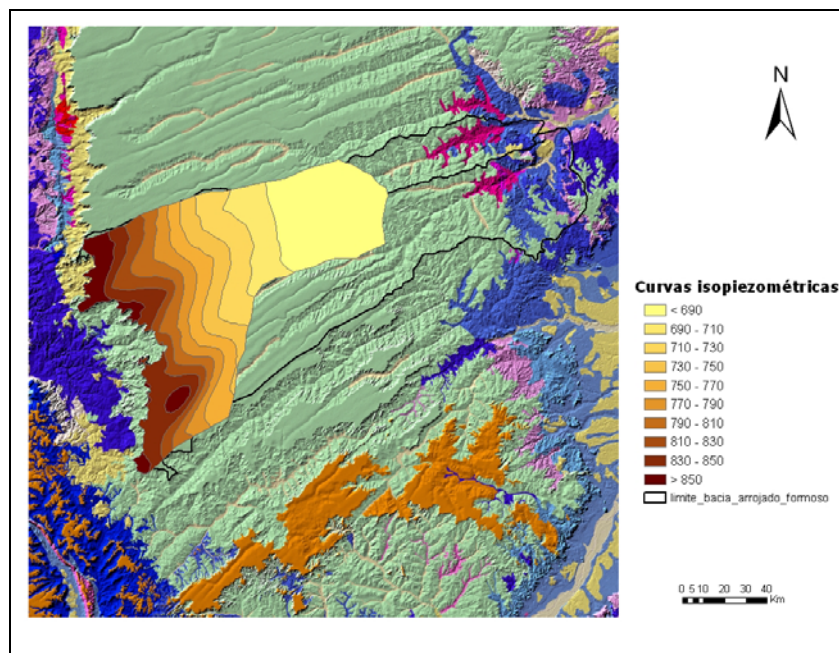 N
Curvas isopiezométricas
< 690
690 - 710
710 - 730
730 - 750
750 - 770
770 - 790
790 - 810
810 - 830
830 - 850
> 850
limite_bacia_arrojado_formoso
0 5 10 20 30 40
Km